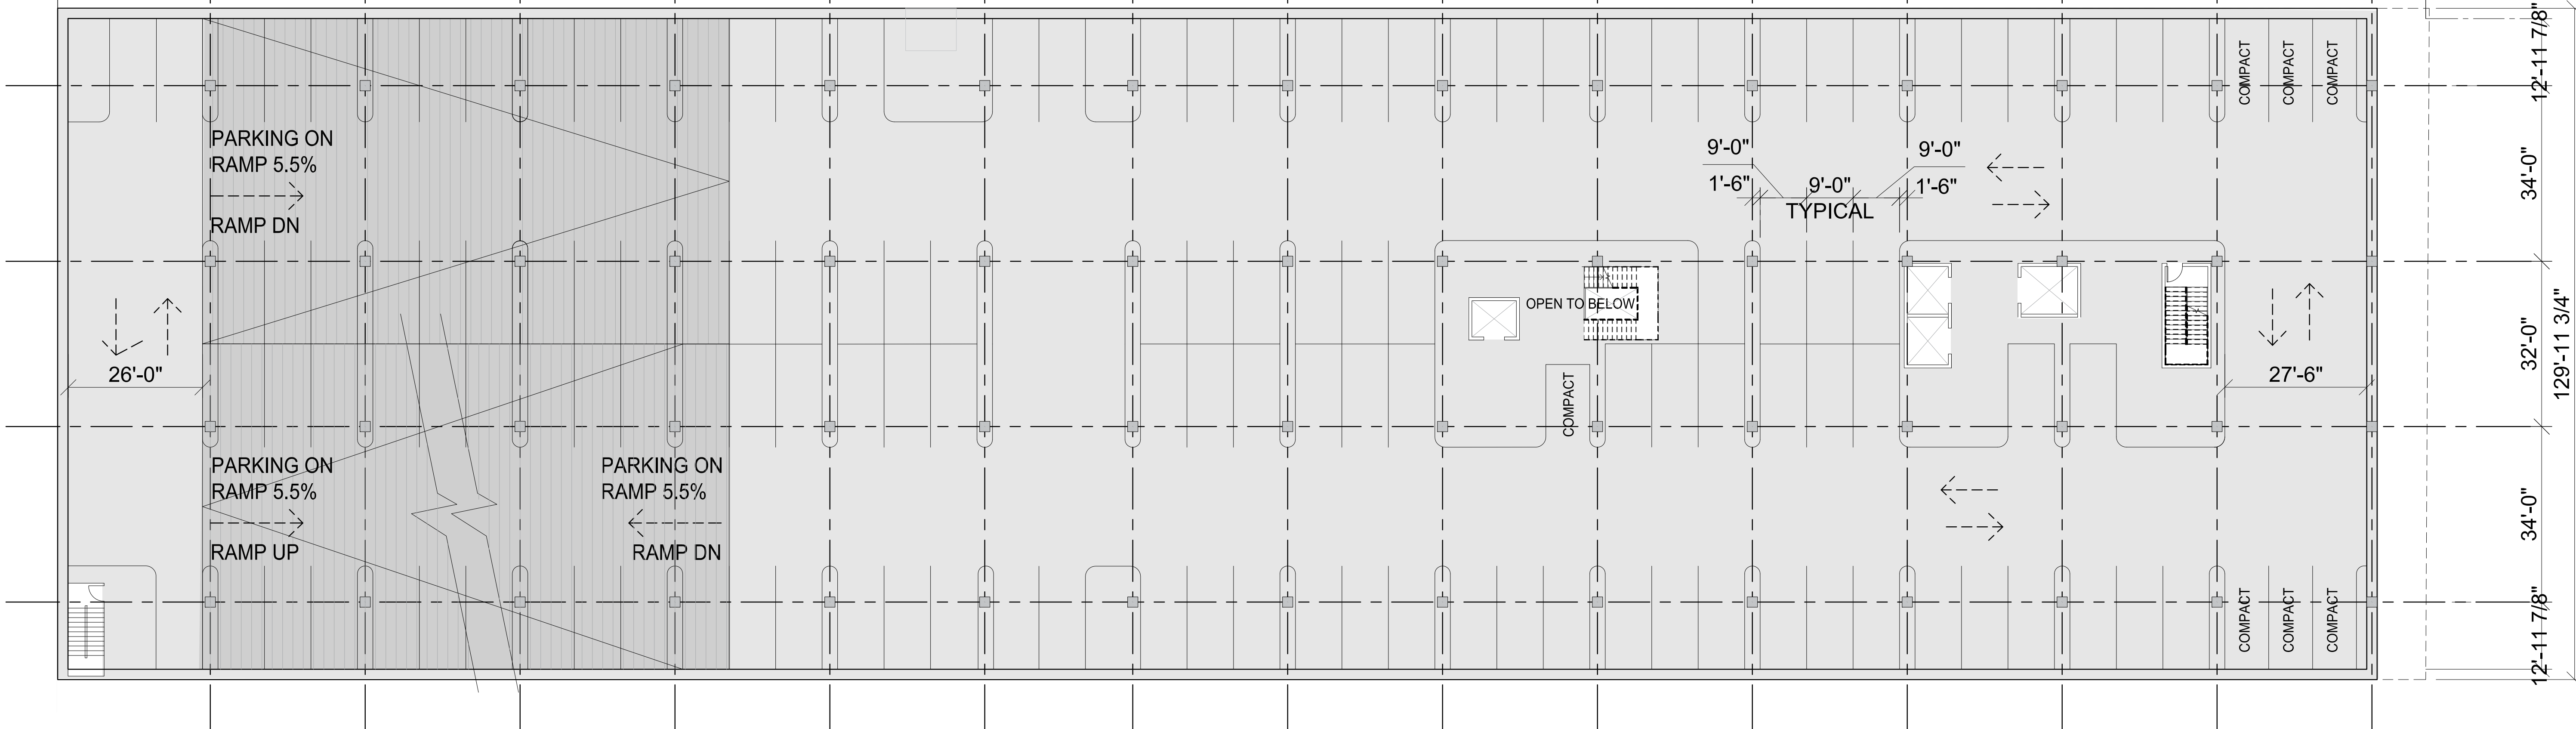 COMPACT
COMPACT
COMPACT
12'-11 7/8"
PARKING ON
RAMP 5.5%
RAMP DN
9'-0"
9'-0"
1'-6"
9'-0"
1'-6"
TYPICAL
34'-0"
OPEN TO BELOW
26'-0"
27'-6"
32'-0"
129'-11 3/4"
COMPACT
PARKING ON
RAMP 5.5%
RAMP UP
PARKING ON
RAMP 5.5%
RAMP DN
34'-0"
COMPACT
COMPACT
COMPACT
12'-11 7/8"